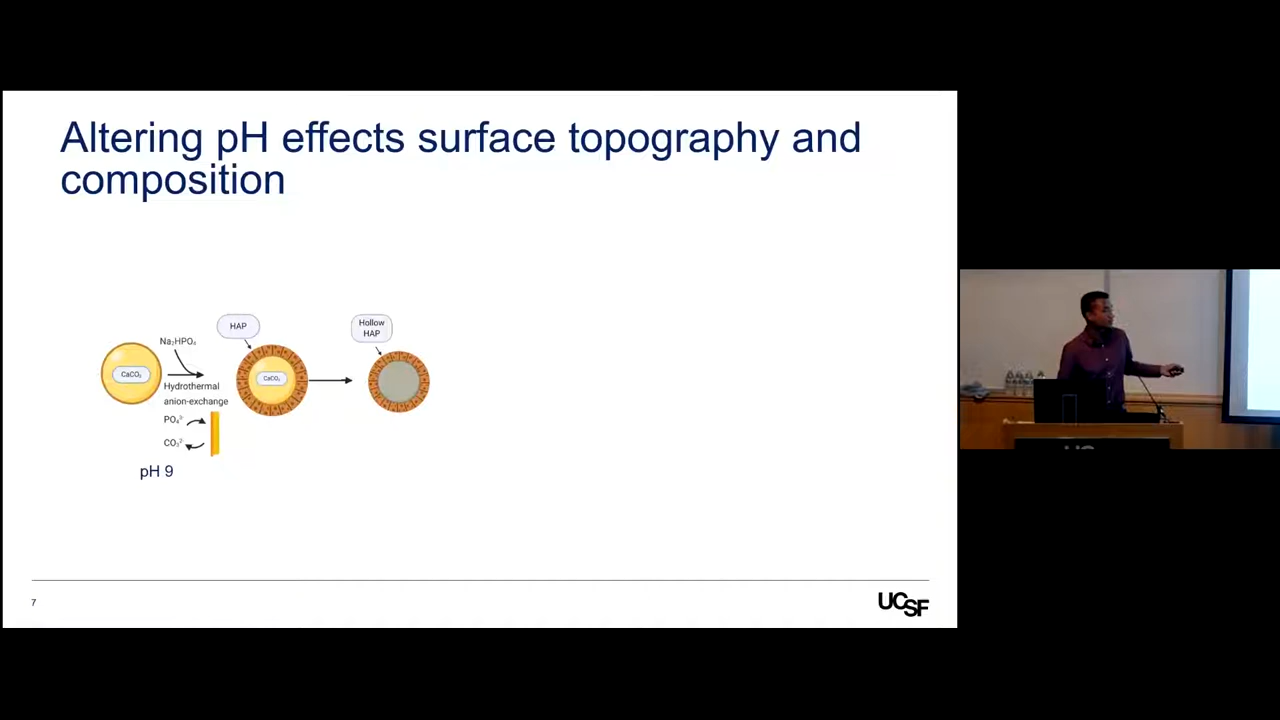 Altering pH effects surface topography and
composition
HAP
Hollow
HAP
Na₂HPO₄
CaCO₃
CaCO₃
Hydrothermal
anion-exchange
PO₄³⁻
CO₃²⁻
pH 9
7
UCSF